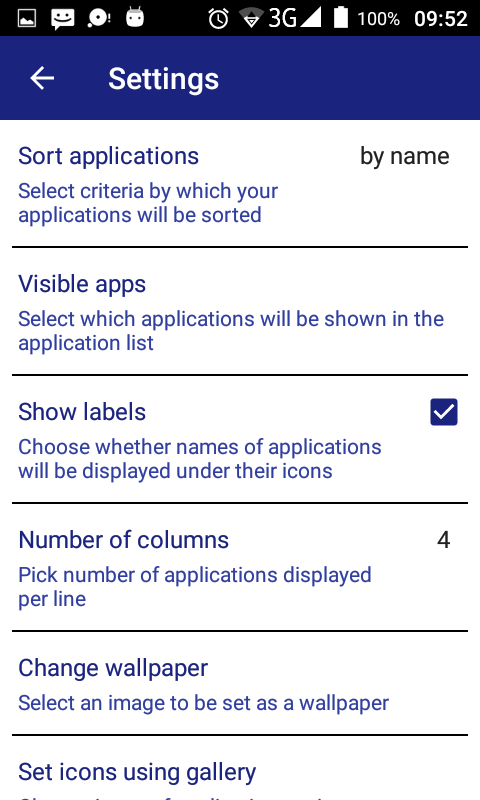 3G 100% 09:52
Settings
Sort applications by name
Select criteria by which your
applications will be sorted
Visible apps
Select which applications will be shown in the
application list
Show labels
Choose whether names of applications
will be displayed under their icons
Number of columns 4
Pick number of applications displayed
per line
Change wallpaper
Select an image to be set as a wallpaper
Set icons using gallery